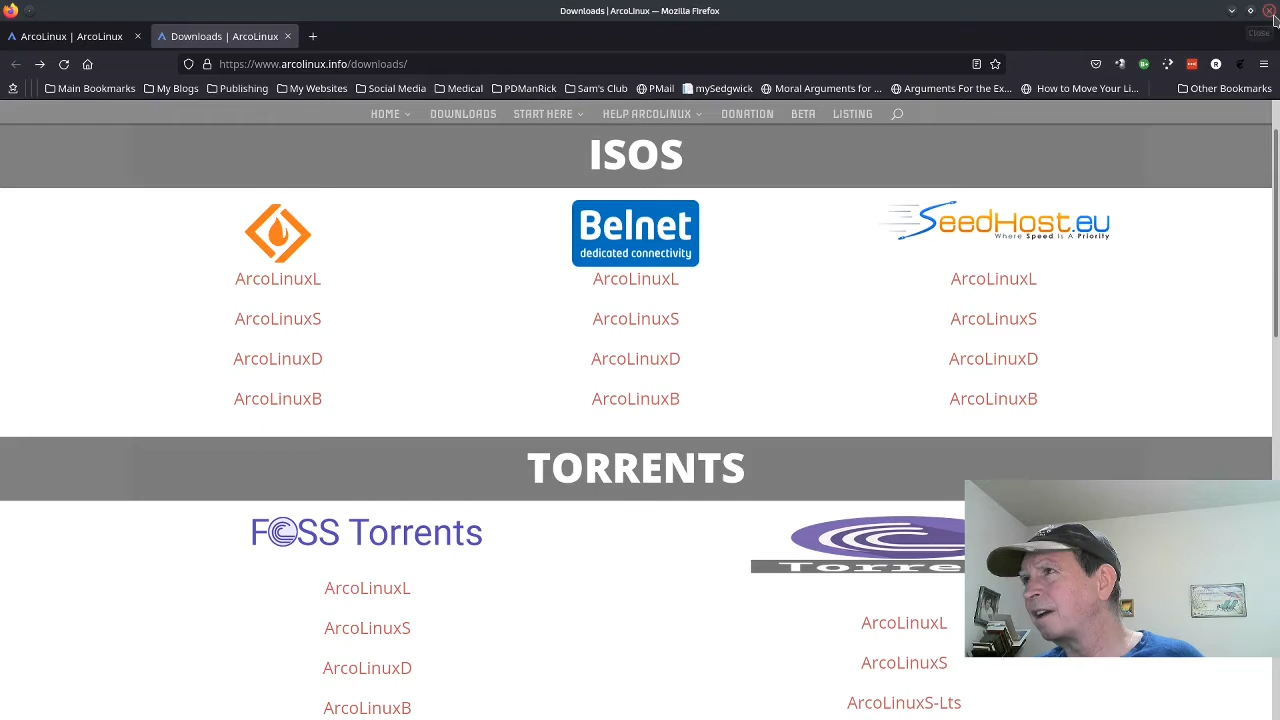 Downloads | ArcoLinux — Mozilla Firefox
ArcoLinux | ArcoLinux
Downloads | ArcoLinux
Close
https://www.arcolinux.info/downloads/
Main Bookmarks
My Blogs
Publishing
My Websites
Social Media
Medical
PDManRick
Sam's Club
PMail
mySedgwick
Moral Arguments for ...
Arguments For the Ex...
How to Move Your Li...
Other Bookmarks
HOME
DOWNLOADS
START HERE
HELP ARCOLINUX
DONATION
BETA
LISTING
ISOS
Belnet
dedicated connectivity
SeedHost.eu
Where Speed Is A Priority
ArcoLinuxL ArcoLinuxL ArcoLinuxL
ArcoLinuxS ArcoLinuxS ArcoLinuxS
ArcoLinuxD ArcoLinuxD ArcoLinuxD
ArcoLinuxB ArcoLinuxB ArcoLinuxB
TORRENTS
FOSS Torrents
ArcoLinuxL
ArcoLinuxS
ArcoLinuxD
ArcoLinuxB
ArcoLinuxL
ArcoLinuxS
ArcoLinuxS-Lts